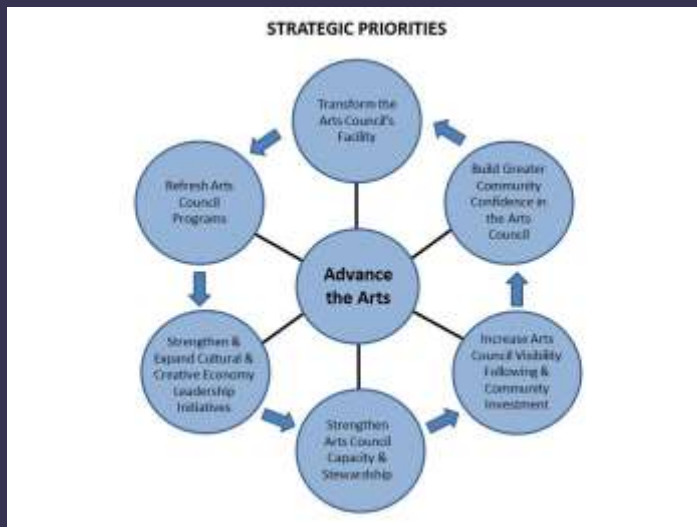 STRATEGIC PRIORITIES
Transform the
Arts Council's
Facility
Refresh Arts
Council
Programs
Build Greater
Community
Confidence in
the Arts
Council
Advance
the Arts
Strengthen &
Expand Cultural &
Creative Economy
Leadership
Initiatives
Increase Arts
Council Visibility
Following &
Community
Investment
Strengthen
Arts Council
Capacity &
Stewardship